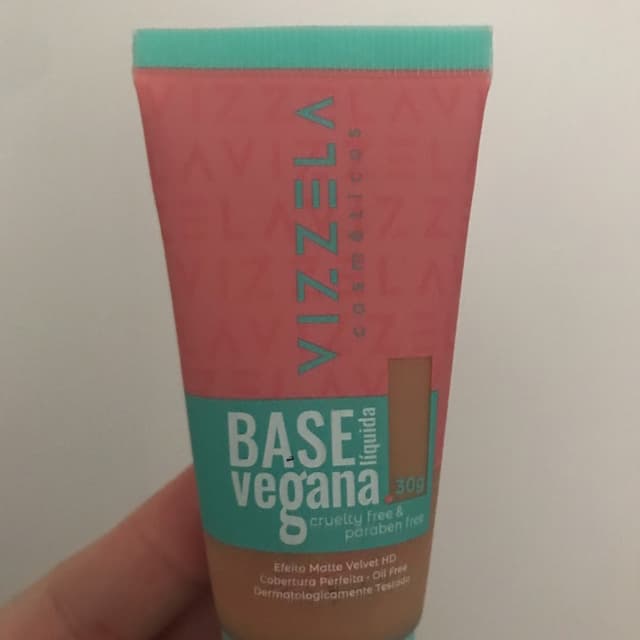 VIZZELA
cosméticos
BASE
líquida
vegana
30g
cruelty free &
paraben free
Efeito Matte Velvet HD
Cobertura Perfeita - Oil Free
Dermatologicamente Testado